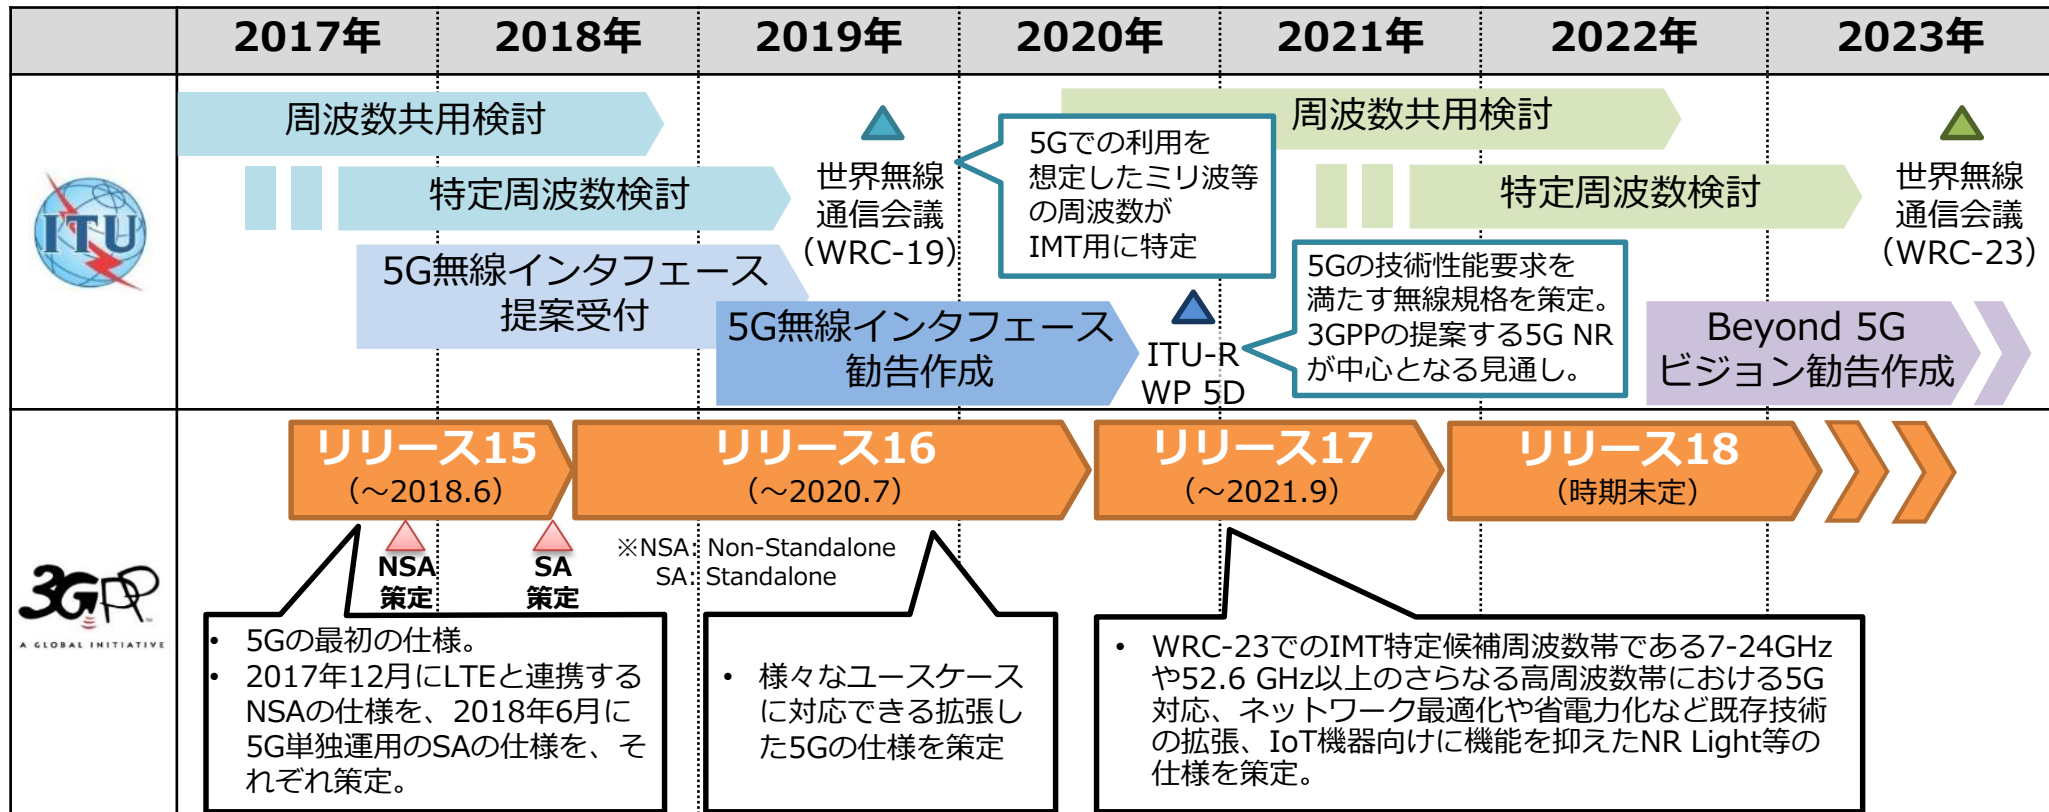 2017年
2018年
2019年
2020年
2021年
2022年
2023年
ITU
周波数共用検討
特定周波数検討
5G無線インタフェース
提案受付
5G無線インタフェース
勧告作成
世界無線
通信会議
(WRC-19)
5Gでの利用を
想定したミリ波等
の周波数が
IMT用に特定
ITU-R
WP 5D
5Gの技術性能要求を
満たす無線規格を策定。
3GPPの提案する5G NR
が中心となる見通し。
周波数共用検討
特定周波数検討
世界無線
通信会議
(WRC-23)
Beyond 5G
ビジョン勧告作成
3GPP
A GLOBAL INITIATIVE
リリース15
(～2018.6)
リリース16
(～2020.7)
リリース17
(～2021.9)
リリース18
(時期未定)
NSA
策定
SA
策定
※NSA: Non-Standalone
SA: Standalone
• 5Gの最初の仕様。
• 2017年12月にLTEと連携する
NSAの仕様を、2018年6月に
5G単独運用のSAの仕様を、そ
れぞれ策定。
• 様々なユースケース
に対応できる拡張し
た5Gの仕様を策定
• WRC-23でのIMT特定候補周波数帯である7-24GHz
や52.6 GHz以上のさらなる高周波数帯における5G
対応、ネットワーク最適化や省電力化など既存技術
の拡張、IoT機器向けに機能を抑えたNR Light等の
仕様を策定。